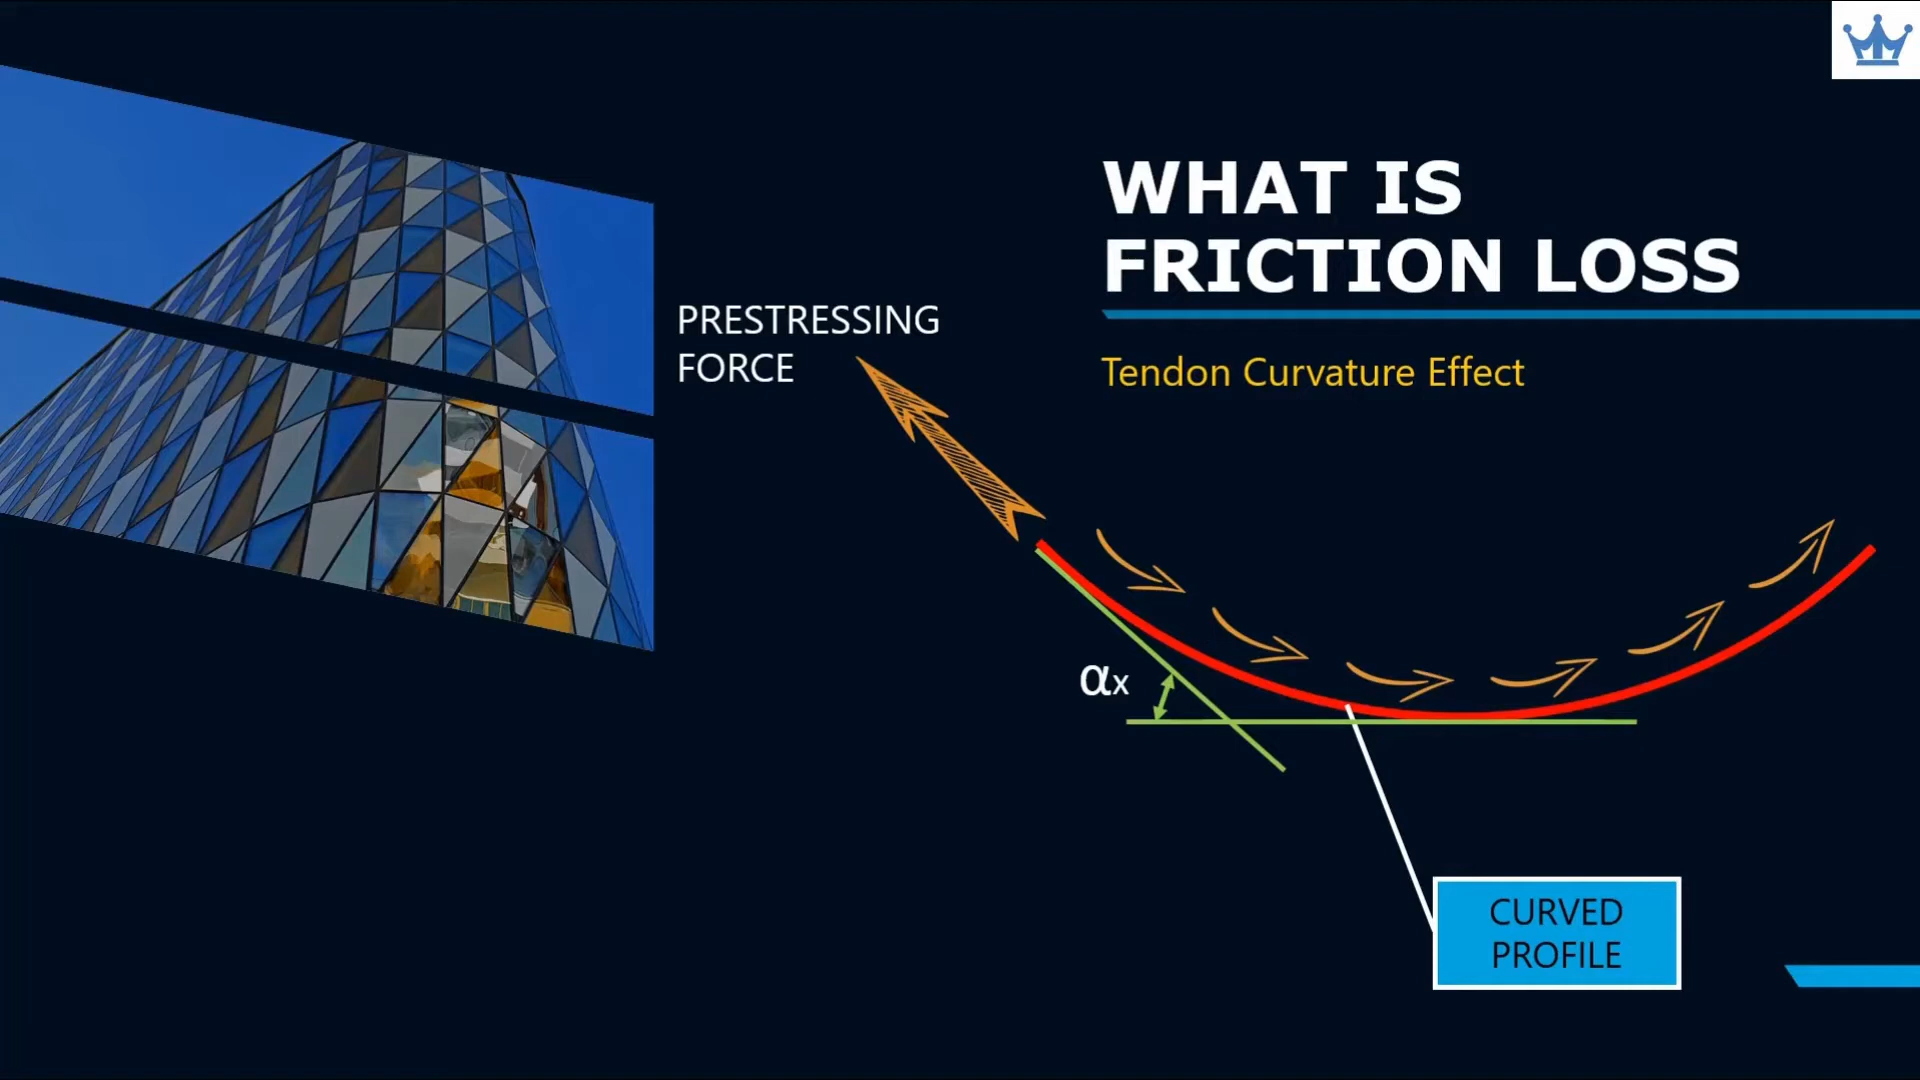 WHAT IS
FRICTION LOSS
Tendon Curvature Effect
PRESTRESSING
FORCE
αx
CURVED
PROFILE